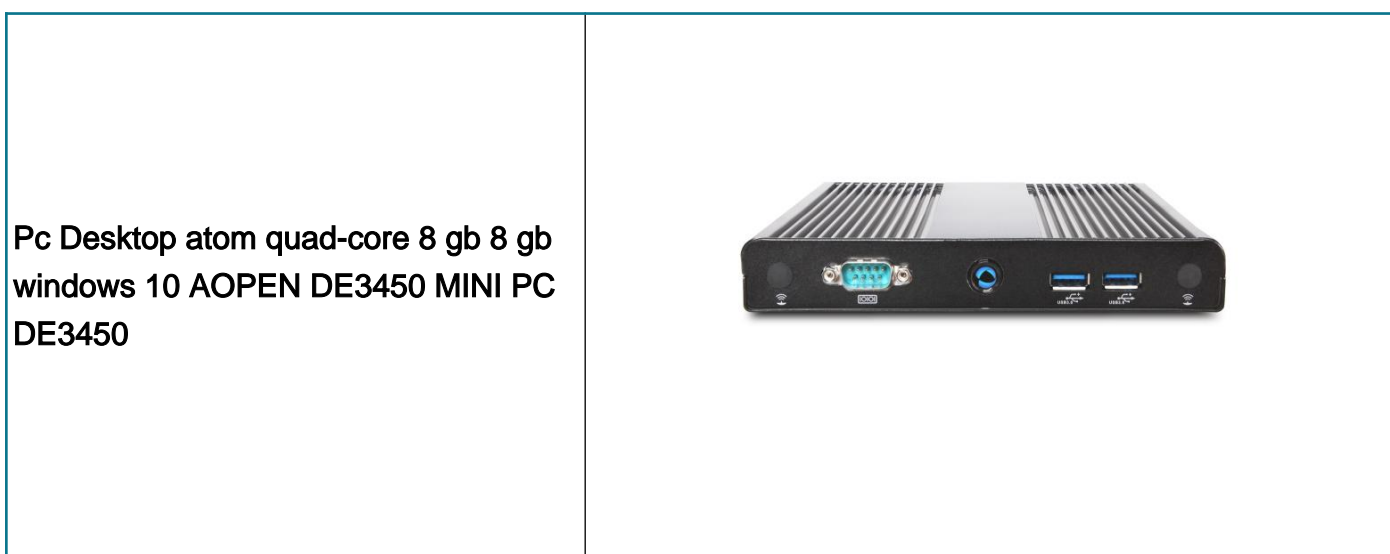 Pc Desktop atom quad-core 8 gb 8 gb
windows 10 AOPEN DE3450 MINI PC
DE3450